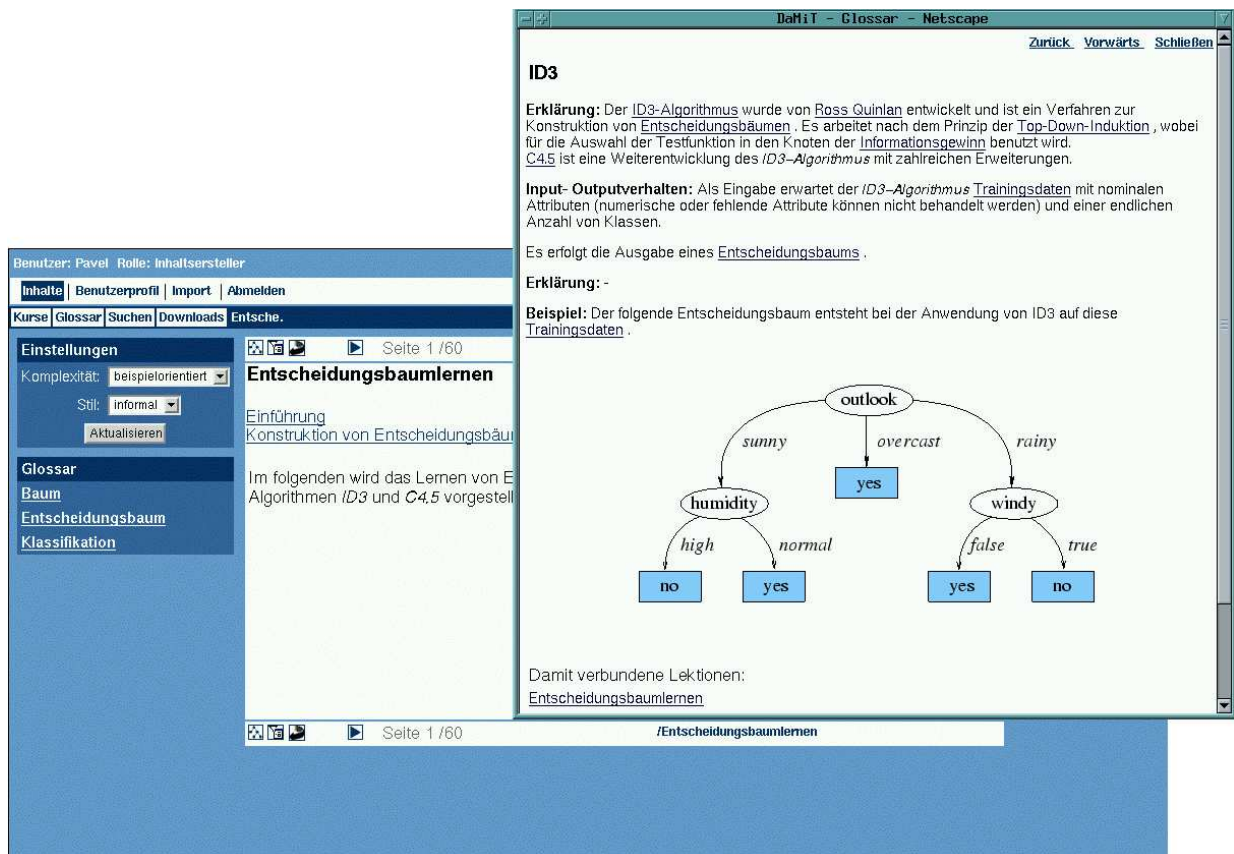 DaMiT - Glossar - Netscape
Zurück Vorwärts Schließen
ID3
Erklärung: Der ID3-Algorithmus wurde von Ross Quinlan entwickelt und ist ein Verfahren zur
Konstruktion von Entscheidungsbäumen . Es arbeitet nach dem Prinzip der Top-Down-Induktion , wobei
für die Auswahl der Testfunktion in den Knoten der Informationsgewinn benutzt wird.
C4.5 ist eine Weiterentwicklung des ID3-Algorithmus mit zahlreichen Erweiterungen.
Input- Outputverhalten: Als Eingabe erwartet der ID3-Algorithmus Trainingsdaten mit nominalen
Attributen (numerische oder fehlende Attribute können nicht behandelt werden) und einer endlichen
Anzahl von Klassen.
Es erfolgt die Ausgabe eines Entscheidungsbaums .
Erklärung: -
Beispiel: Der folgende Entscheidungsbaum entsteht bei der Anwendung von ID3 auf diese
Trainingsdaten .
outlook
sunny overcast rainy
yes
humidity windy
high normal false true
no yes yes no
Damit verbundene Lektionen:
Entscheidungsbaumlernen
Benutzer: Pavel Rolle: Inhaltsersteller
Inhalte | Benutzerprofil | Import | Abmelden
Kurse Glossar Suchen Downloads Entsche.
Einstellungen
Komplexität: beispielorientiert
Stil: informal
Aktualisieren
Glossar
Baum
Entscheidungsbaum
Klassifikation
Seite 1 /60
Entscheidungsbaumlernen
Einführung
Konstruktion von Entscheidungsbäu
Im folgenden wird das Lernen von E
Algorithmen ID3 und C4.5 vorgestell
Seite 1 /60 /Entscheidungsbaumlernen